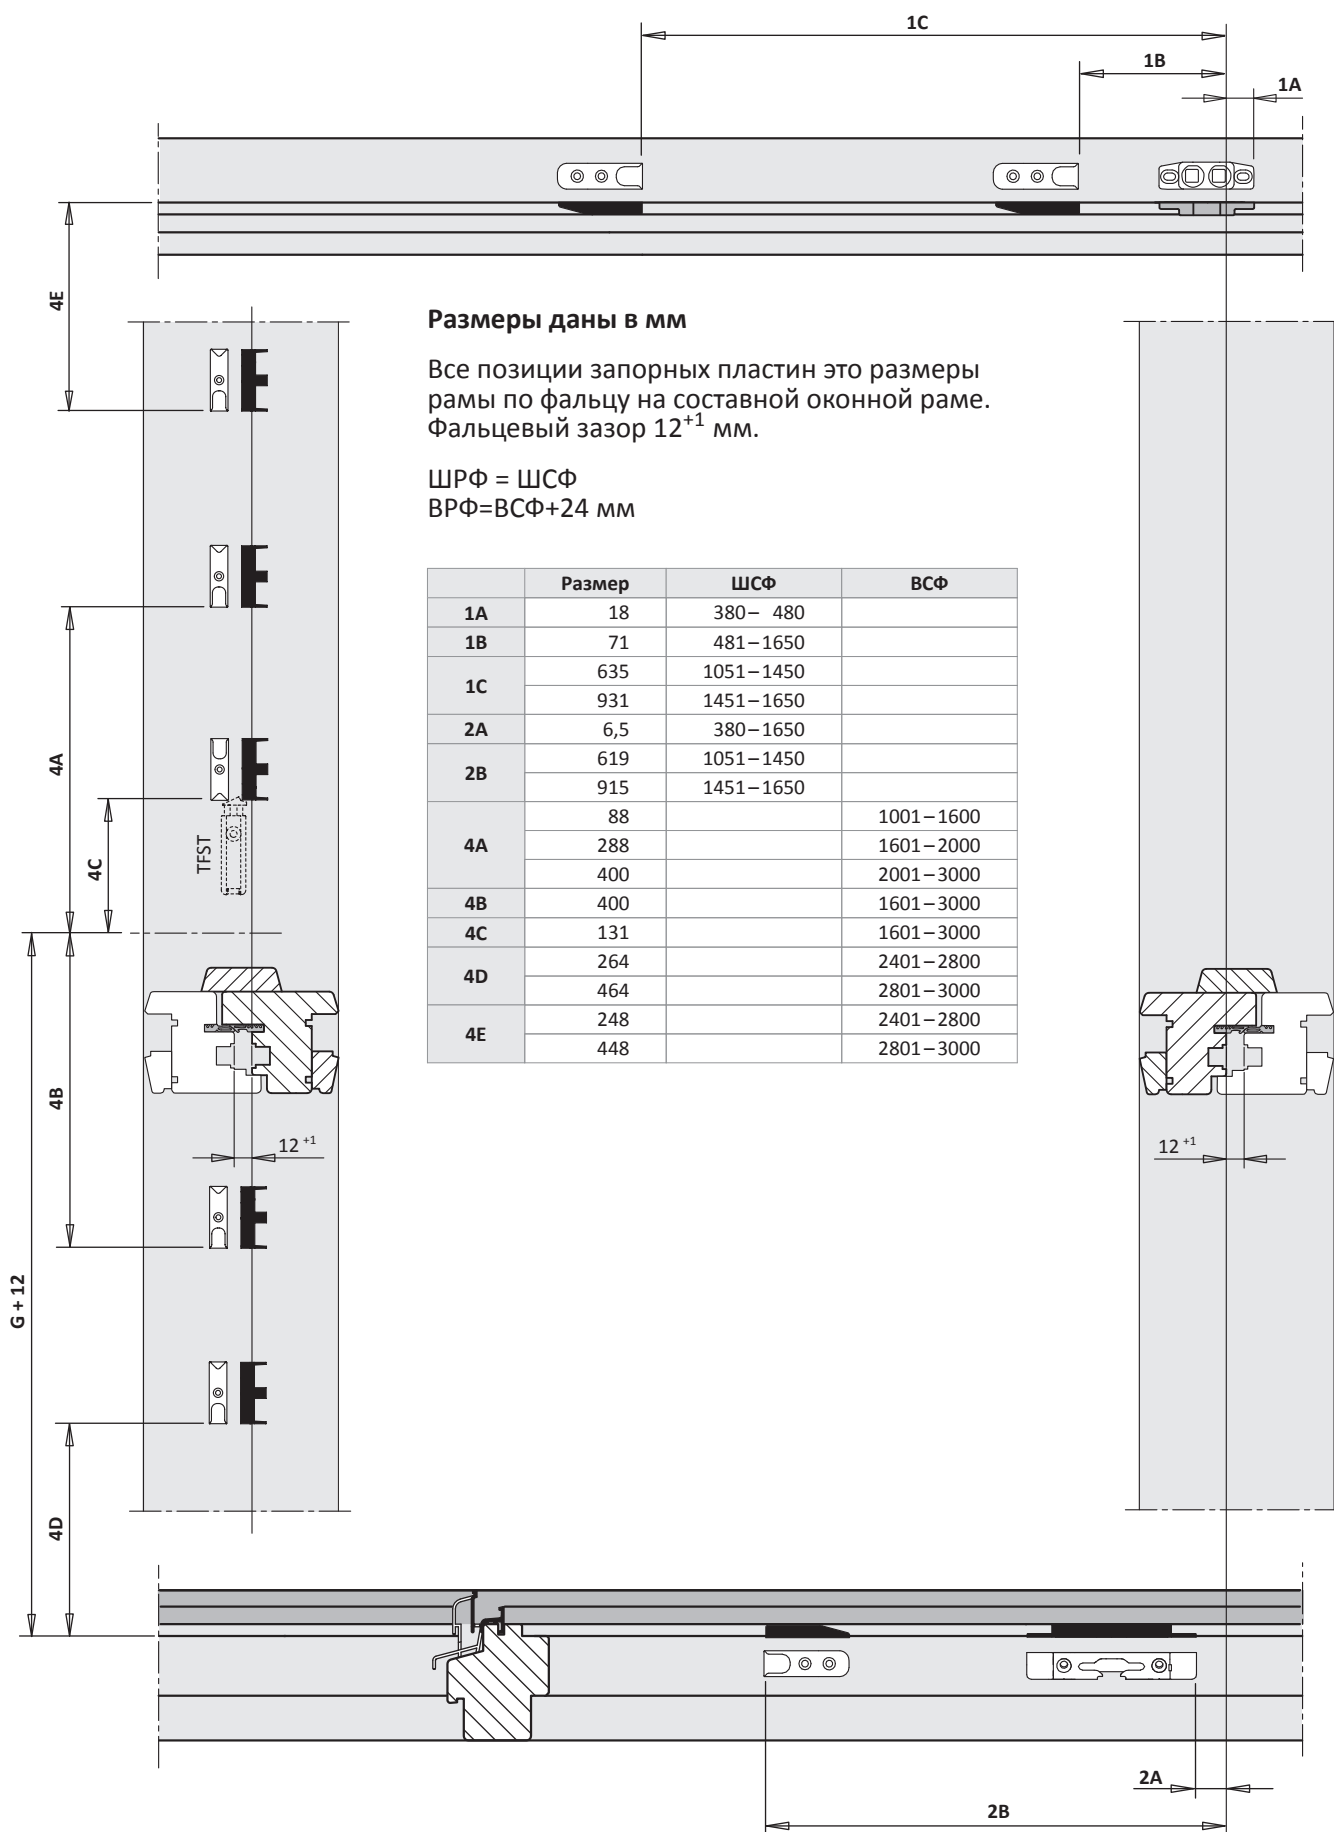 1C
1B
1A
4E
Размеры даны в мм
Все позиции запорных пластин это размеры
рамы по фальцу на составной оконной раме.
Фальцевый зазор 12⁺¹ мм.
ШРФ = ШСФ
ВРФ=ВСФ+24 мм
Размер ШСФ ВСФ
1A 18 380– 480
1B 71 481–1650
1C 635 1051–1450
931 1451–1650
2A 6,5 380–1650
2B 619 1051–1450
915 1451–1650
4A 88 1001–1600
288 1601–2000
400 2001–3000
4B 400 1601–3000
4C 131 1601–3000
4D 264 2401–2800
464 2801–3000
4E 248 2401–2800
448 2801–3000
4A
4C
TFST
4B
12 ⁺¹
12 ⁺¹
G + 12
4D
2A
2B